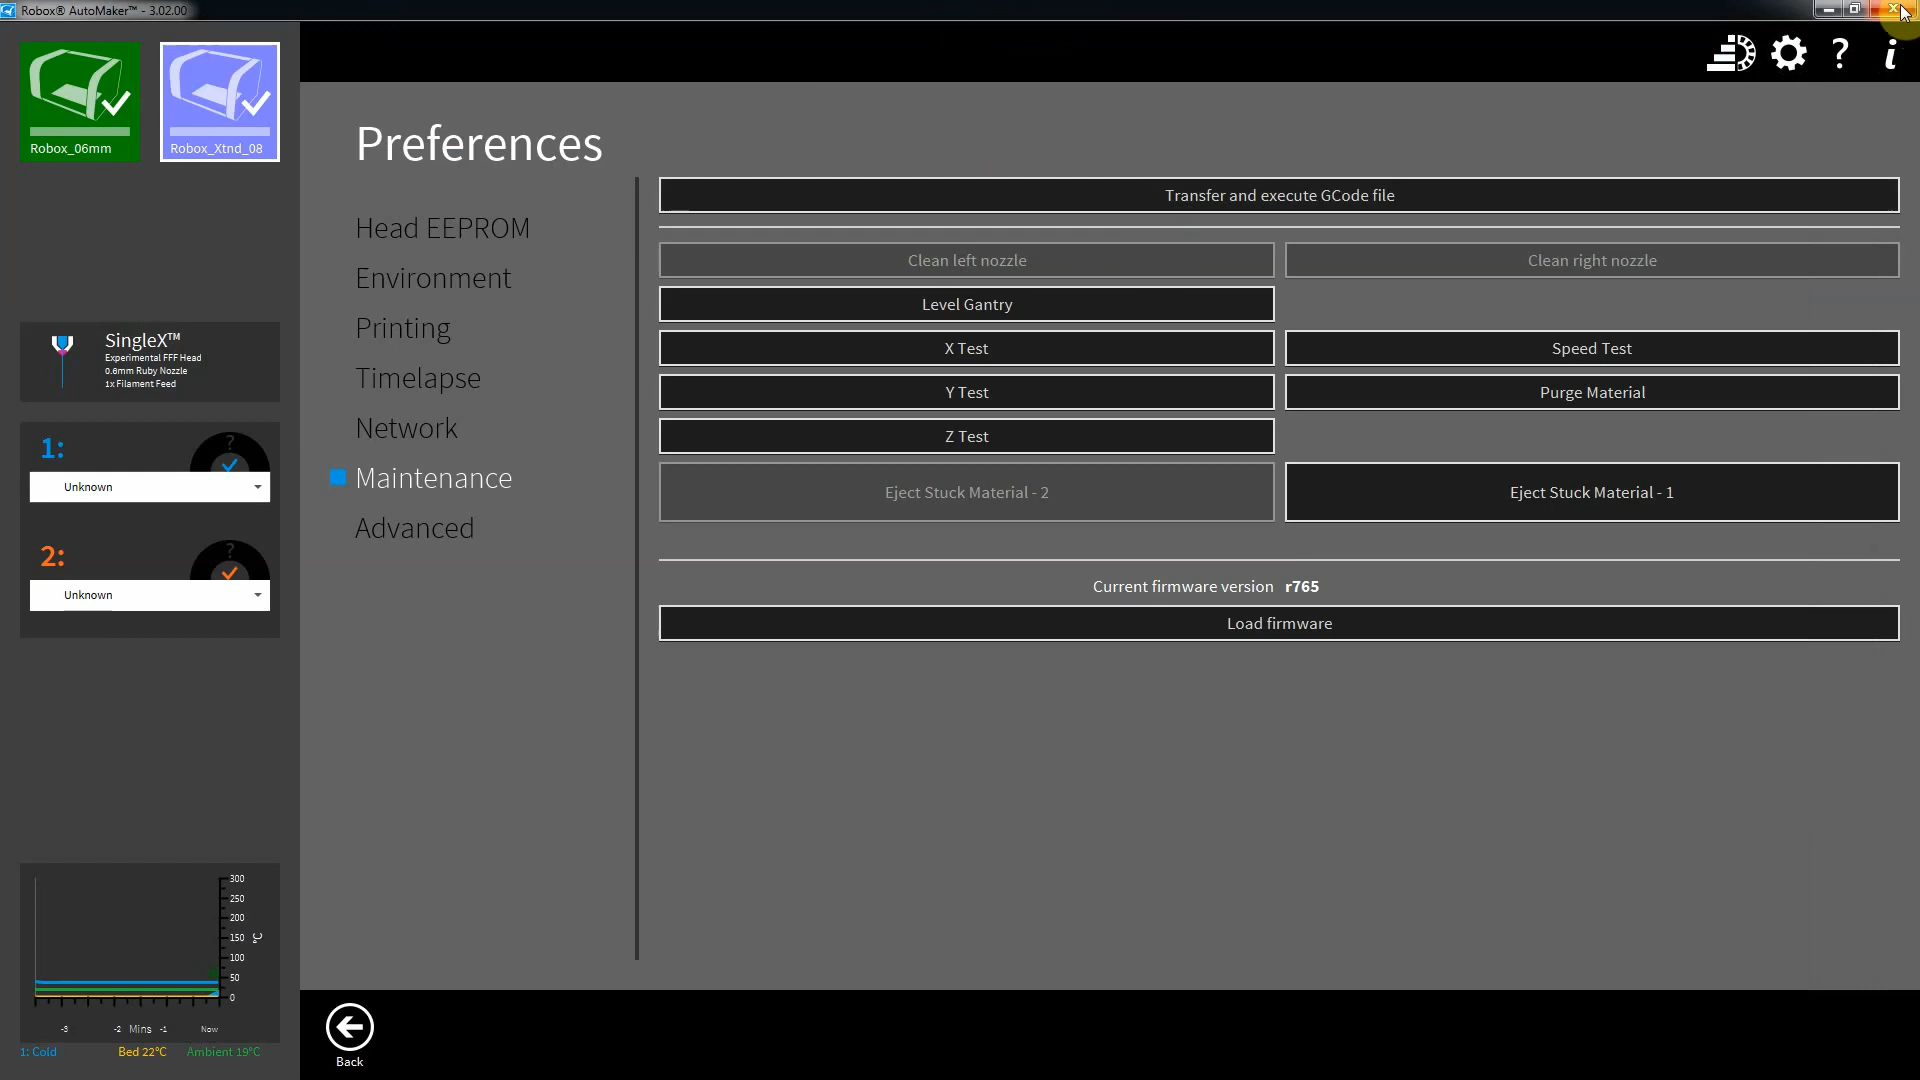 Robox® AutoMaker™ - 3.02.00
Robox_06mm
Robox_Xtnd_08
?
i
Preferences
Head EEPROM
Environment
Printing
Timelapse
Network
Maintenance
Advanced
Transfer and execute GCode file
Clean left nozzle
Clean right nozzle
Level Gantry
X Test
Speed Test
Y Test
Purge Material
Z Test
Eject Stuck Material - 2
Eject Stuck Material - 1
Current firmware version r765
Load firmware
SingleX™
Experimental FFF Head
0.6mm Ruby Nozzle
1x Filament Feed
1:
?
Unknown
2:
?
Unknown
300
250
200
150
100
50
0
°C
-3 -2 Mins -1 Now
1: Cold Bed 22°C Ambient 19°C
Back